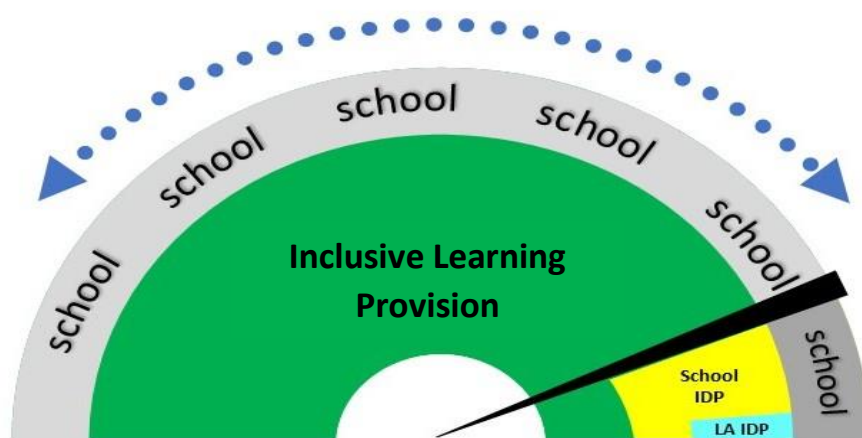 school
school
school
school
school
school
Inclusive Learning
Provision
School
IDP
LA IDP